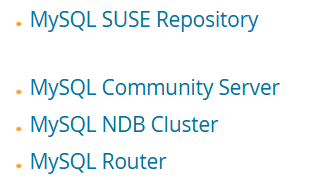 MySQL SUSE Repository
MySQL Community Server
MySQL NDB Cluster
MySQL Router